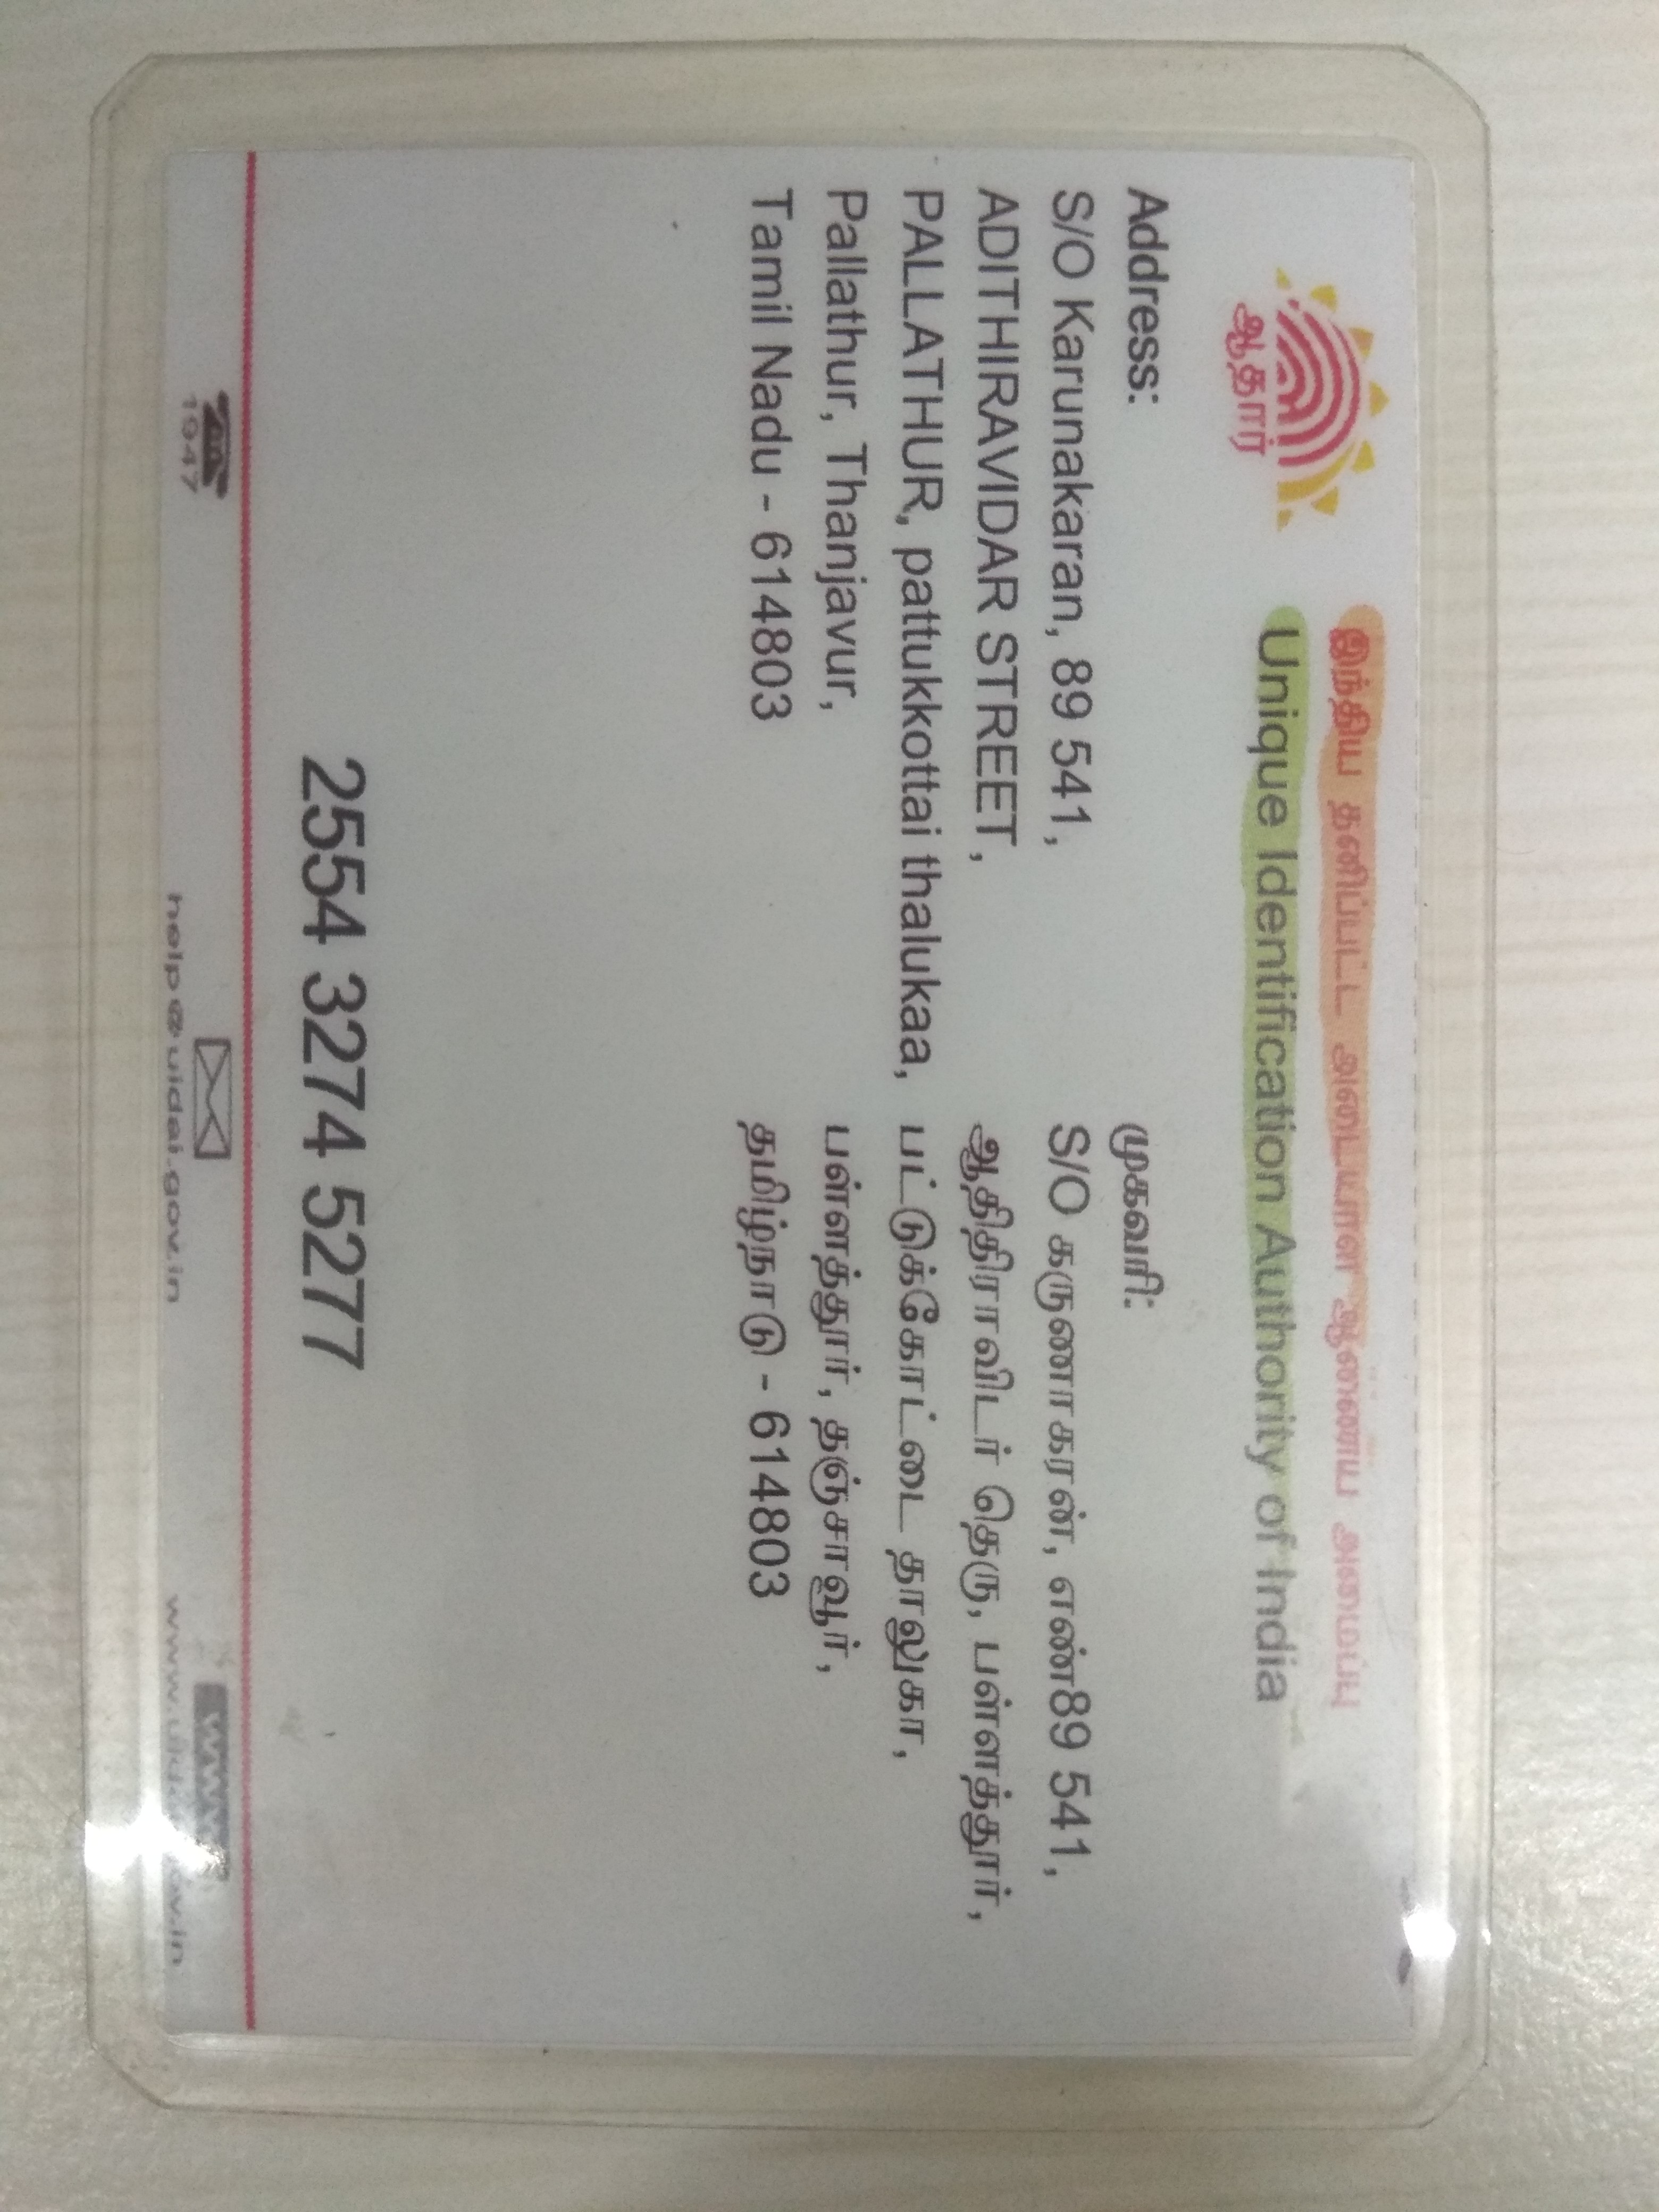 ஆதார்
இந்திய தனிப்பட்ட அடையாள ஆணைய அமைப்பு
Unique Identification Authority of India
Address:
S/O Karunakaran, 89 541,
ADITHIRAVIDAR STREET,
PALLATHUR, pattukkottai thalukaa,
Pallathur, Thanjavur,
Tamil Nadu - 614803
முகவரி:
S/O கருணாகரன், எண்89 541,
ஆதிதிராவிடர் தெரு, பள்ளத்தூர்,
பட்டுக்கோட்டை தாலுகா,
பள்ளத்தூர், தஞ்சாவூர்,
தமிழ்நாடு - 614803
2554 3274 5277
1947
help@uidai.gov.in
www